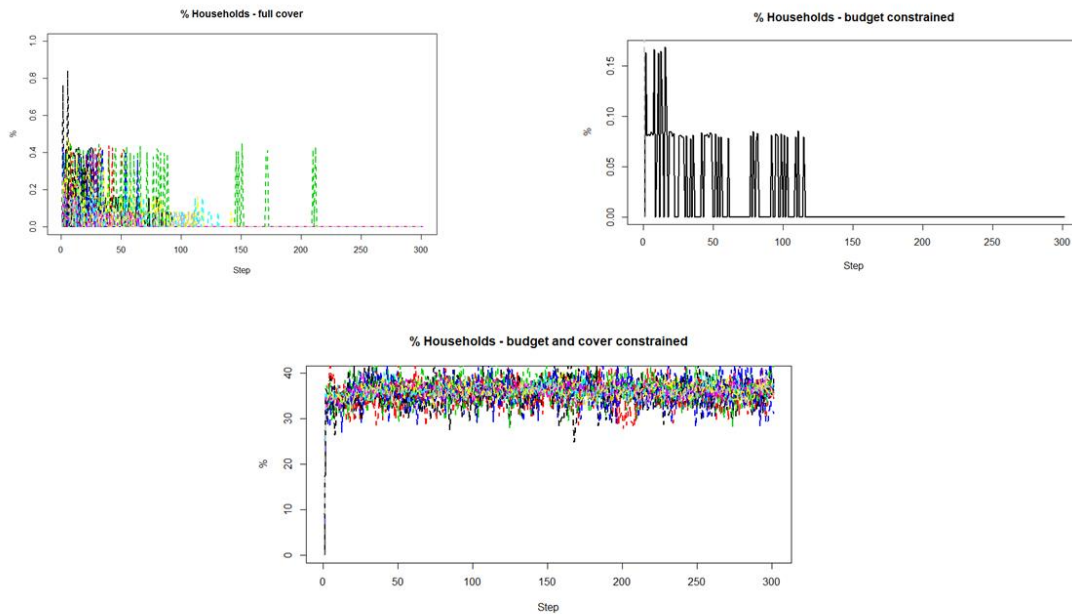 % Households - full cover
1.0
0.8
0.6
0.4
0.2
0.0
%
0 50 100 150 200 250 300
Step
% Households - budget constrained
0.15
0.10
0.05
0.00
%
0 50 100 150 200 250 300
Step
% Households - budget and cover constrained
40
30
20
10
0
%
0 50 100 150 200 250 300
Step